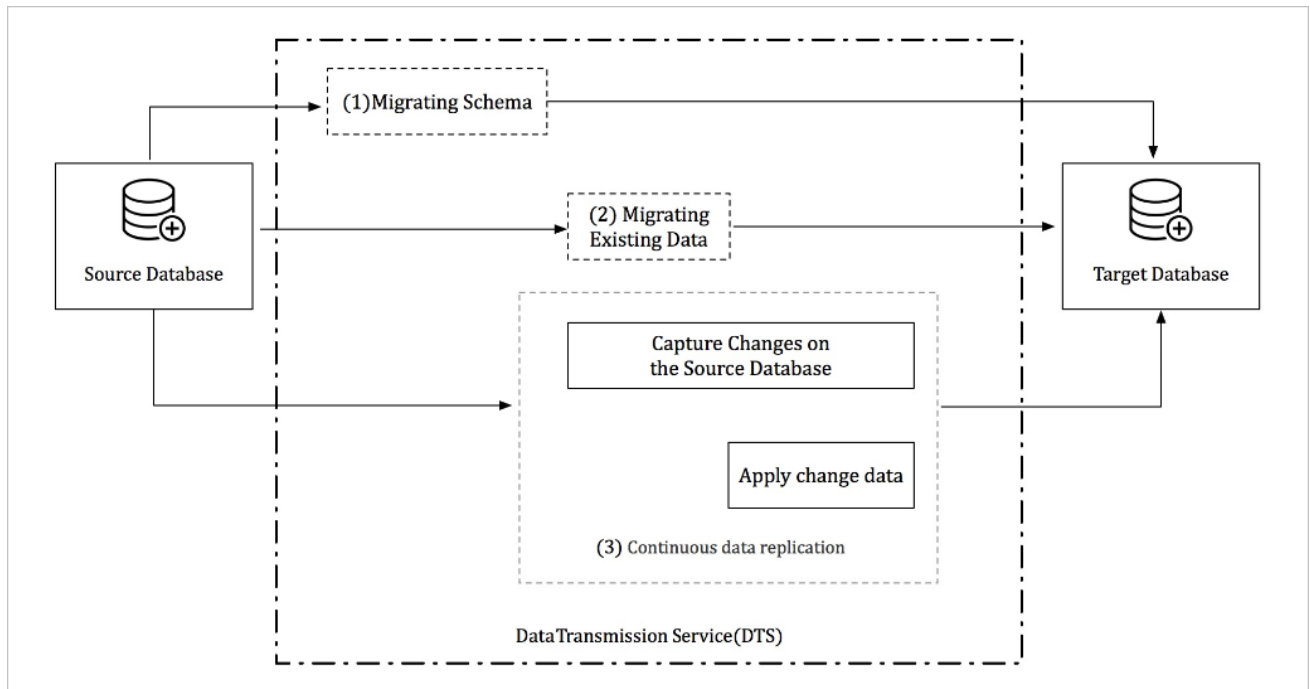 (1)Migrating Schema
Source Database
(2) Migrating
Existing Data
Target Database
Capture Changes on
the Source Database
Apply change data
(3) Continuous data replication
DataTransmission Service(DTS)